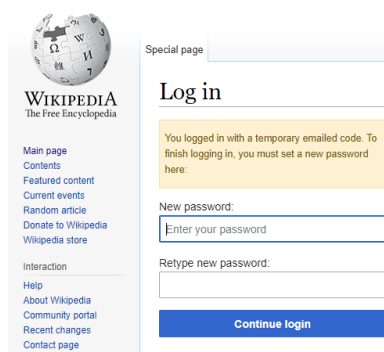 Ω W И
維 7
WIKIPEDIA
The Free Encyclopedia
Main page
Contents
Featured content
Current events
Random article
Donate to Wikipedia
Wikipedia store
Interaction
Help
About Wikipedia
Community portal
Recent changes
Contact page
Special page
Log in
You logged in with a temporary emailed code. To
finish logging in, you must set a new password
here:
New password:
Enter your password
Retype new password:
Continue login